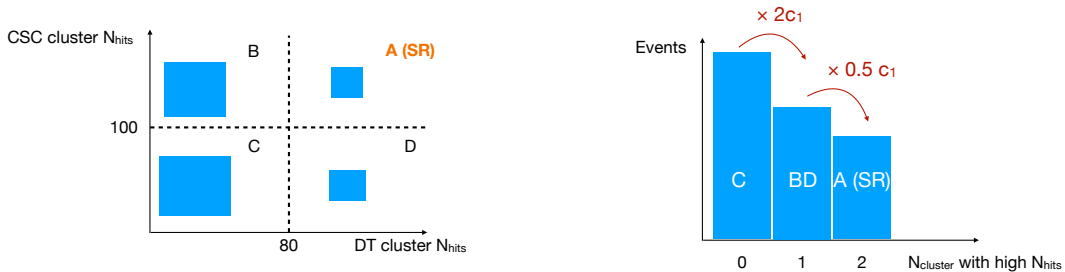 CSC cluster Nhits
B
A (SR)
100
C
D
80
DT cluster Nhits
× 2c1
Events
× 0.5 c1
C
BD
A (SR)
0
1
2
Ncluster with high Nhits